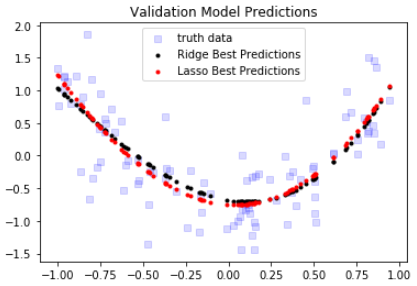 Validation Model Predictions
truth data
Ridge Best Predictions
Lasso Best Predictions
2.0
1.5
1.0
0.5
0.0
−0.5
−1.0
−1.5
−1.00 −0.75 −0.50 −0.25 0.00 0.25 0.50 0.75 1.00